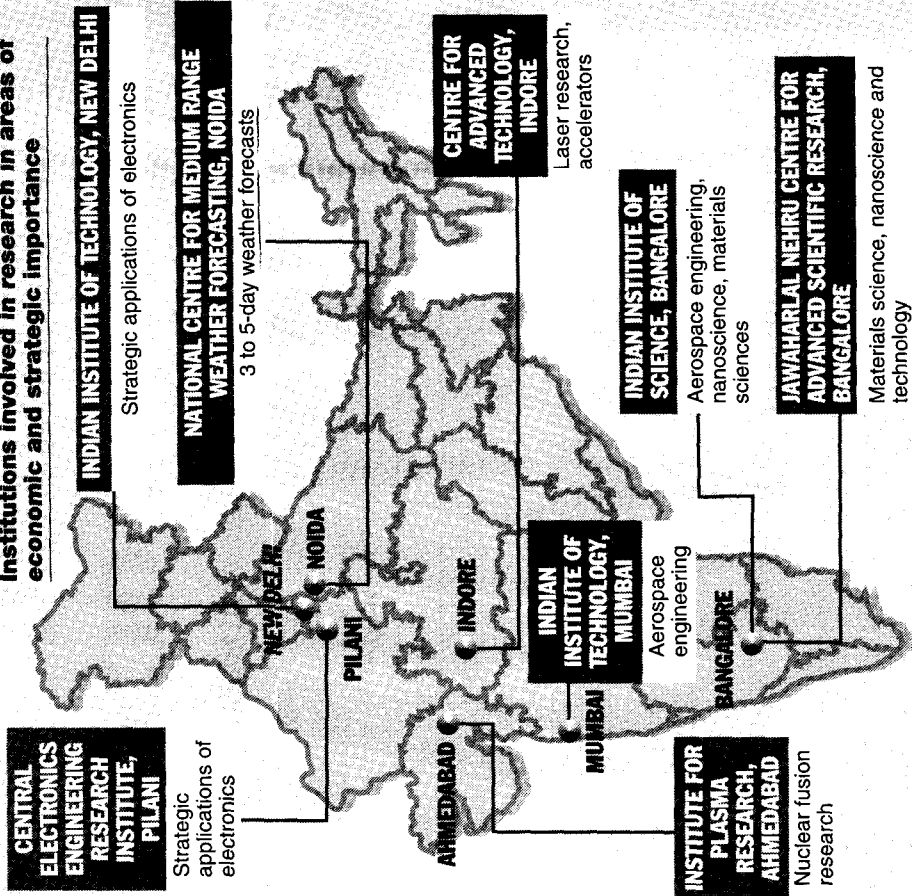 Institutions involved in research in areas of
economic and strategic importance
INDIAN INSTITUTE OF TECHNOLOGY, NEW DELHI
Strategic applications of electronics
NATIONAL CENTRE FOR MEDIUM RANGE
WEATHER FORECASTING, NOIDA
3 to 5-day weather forecasts
CENTRE FOR
ADVANCED
TECHNOLOGY,
INDORE
Laser research,
accelerators
INDIAN INSTITUTE OF
SCIENCE, BANGALORE
Aerospace engineering,
nanoscience, materials
sciences
JAWAHARLAL NEHRU CENTRE FOR
ADVANCED SCIENTIFIC RESEARCH,
BANGALORE
Materials science, nanoscience and
technology
CENTRAL
ELECTRONICS
ENGINEERING
RESEARCH
INSTITUTE,
PILANI
Strategic
applications of
electronics
NEW DELHI
NOIDA
PILANI
AHMEDABAD
INDORE
INDIAN
INSTITUTE OF
TECHNOLOGY,
MUMBAI
Aerospace
engineering
MUMBAI
BANGALORE
INSTITUTE FOR
PLASMA
RESEARCH,
AHMEDABAD
Nuclear fusion
research